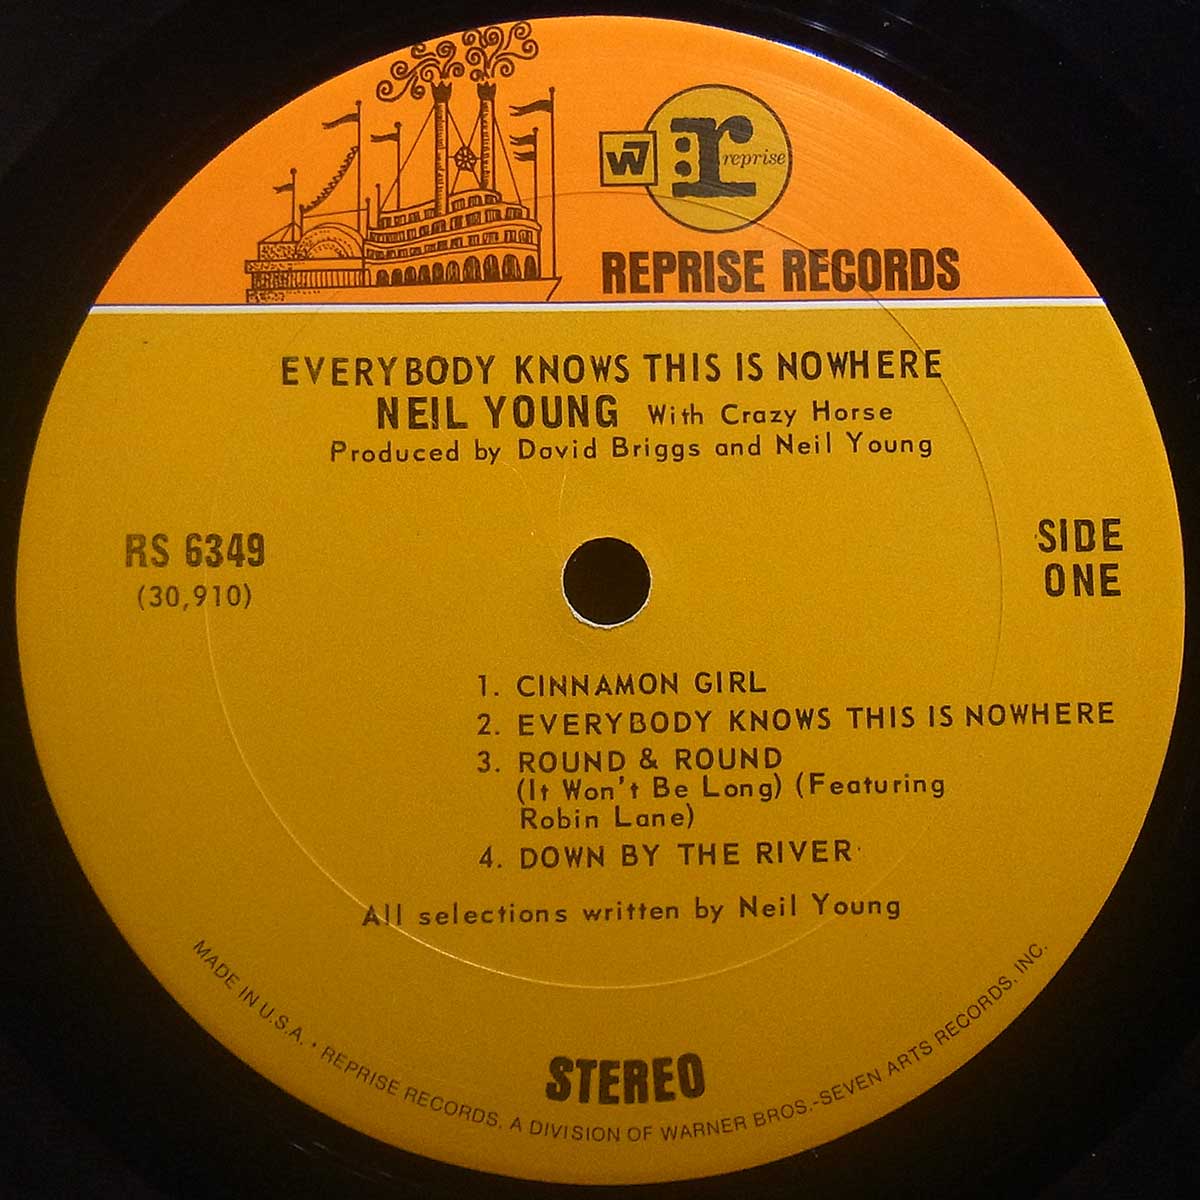 W7
r: reprise
REPRISE RECORDS
EVERYBODY KNOWS THIS IS NOWHERE
NEIL YOUNG With Crazy Horse
Produced by David Briggs and Neil Young
RS 6349
(30,910)
SIDE
ONE
1. CINNAMON GIRL
2. EVERYBODY KNOWS THIS IS NOWHERE
3. ROUND & ROUND
(It Won't Be Long) (Featuring
Robin Lane)
4. DOWN BY THE RIVER
All selections written by Neil Young
STEREO
MADE IN U.S.A. • REPRISE RECORDS, A DIVISION OF WARNER BROS.-SEVEN ARTS RECORDS, INC.